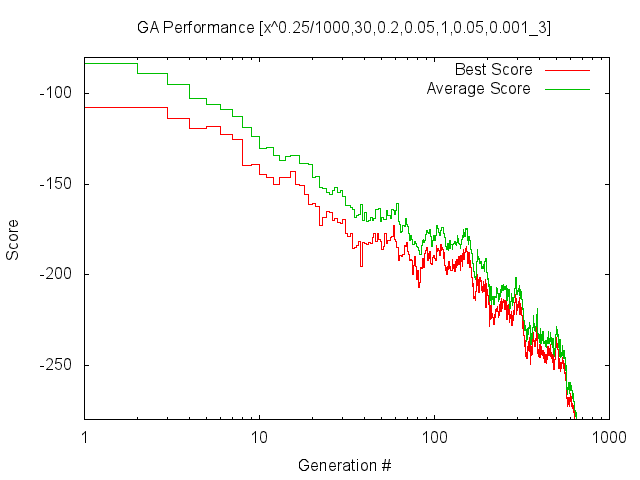 GA Performance [x^0.25/1000,30,0.2,0.05,1,0.05,0.001_3]
Best Score
Average Score
-100
-150
-200
-250
Score
1 10 100 1000
Generation #